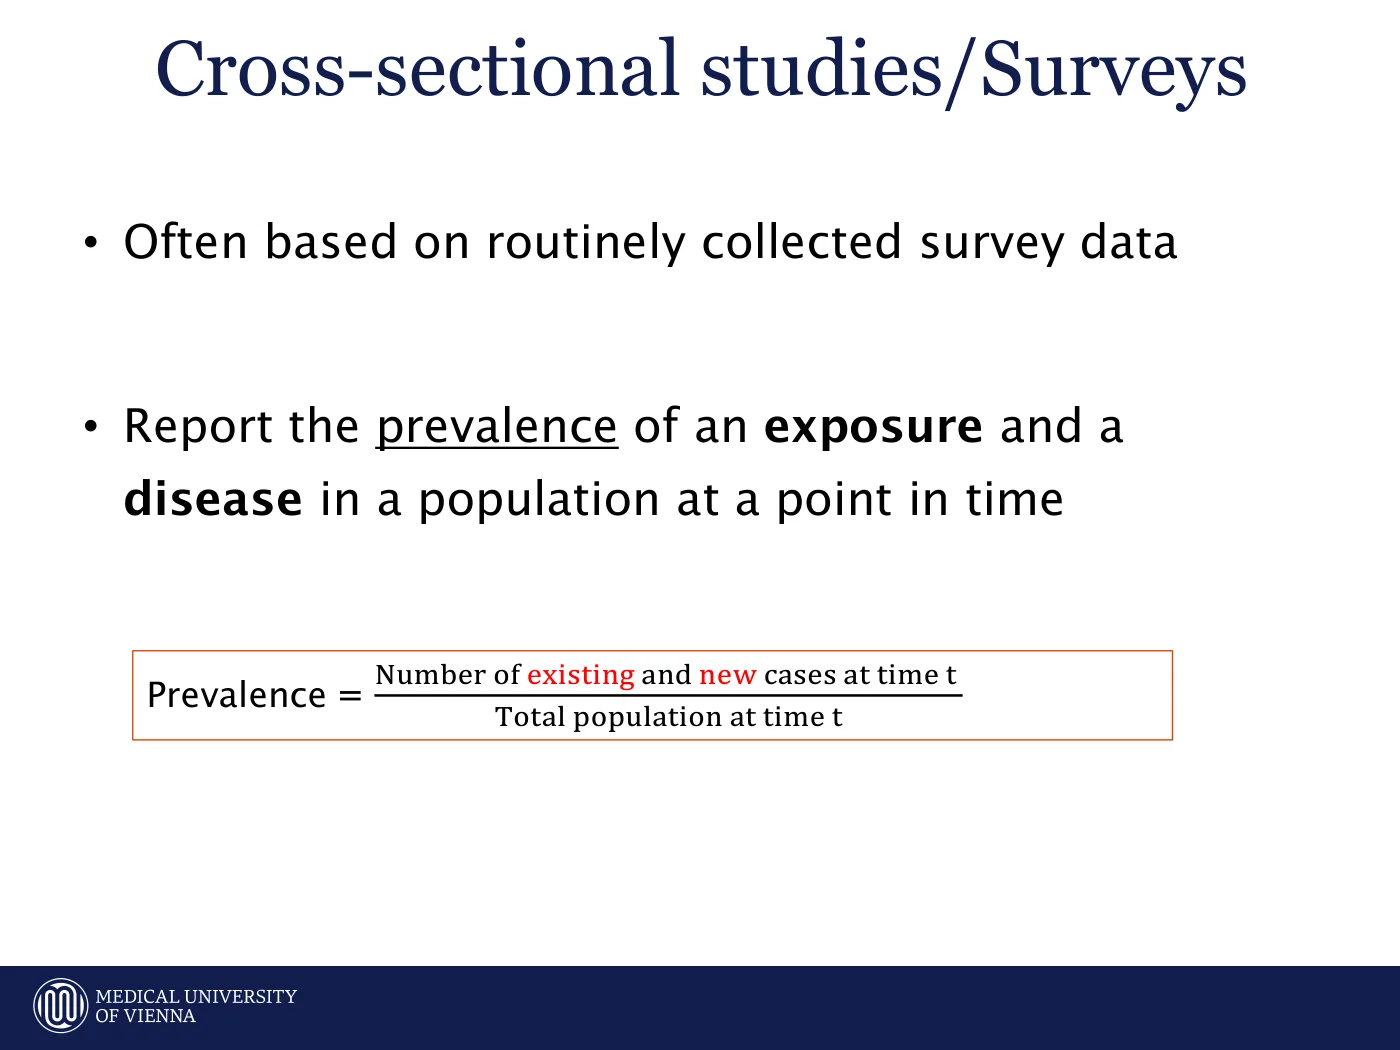 Cross-sectional studies/Surveys
• Often based on routinely collected survey data
• Report the prevalence of an exposure and a
disease in a population at a point in time
Prevalence = Number of existing and new cases at time t
Total population at time t
MEDICAL UNIVERSITY
OF VIENNA